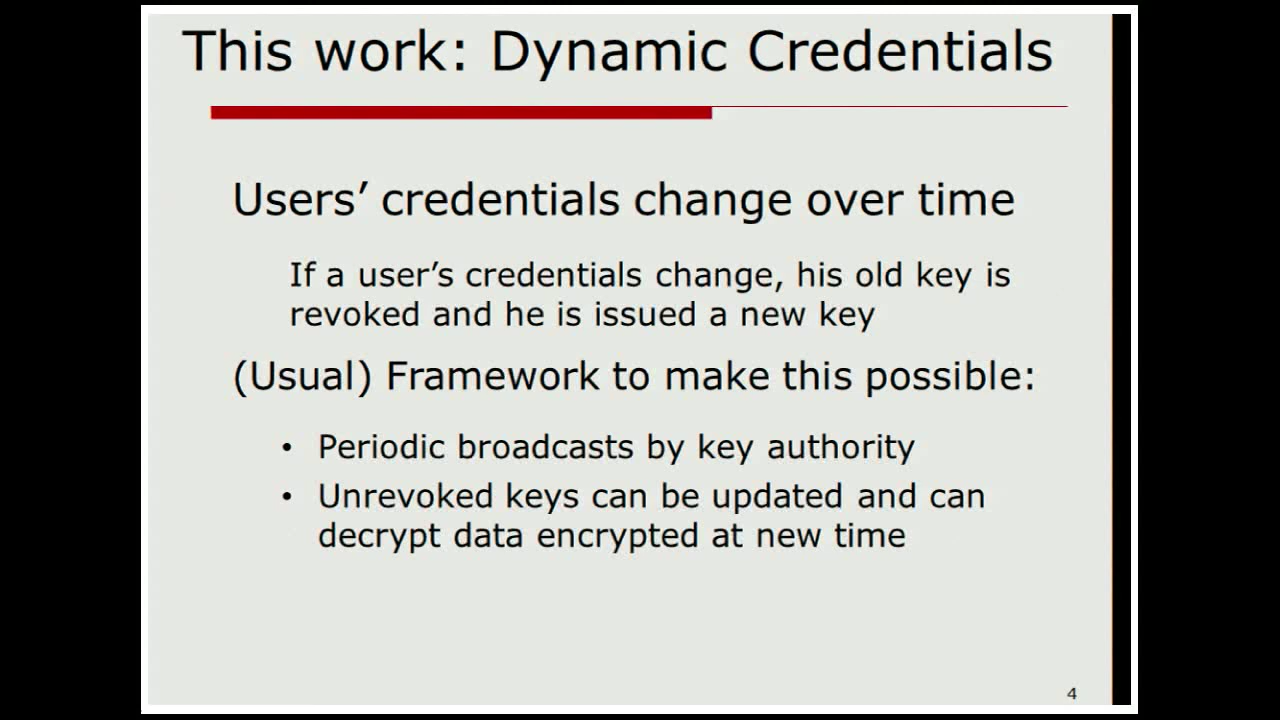 This work: Dynamic Credentials
Users’ credentials change over time
If a user’s credentials change, his old key is
revoked and he is issued a new key
(Usual) Framework to make this possible:
• Periodic broadcasts by key authority
• Unrevoked keys can be updated and can
decrypt data encrypted at new time
4